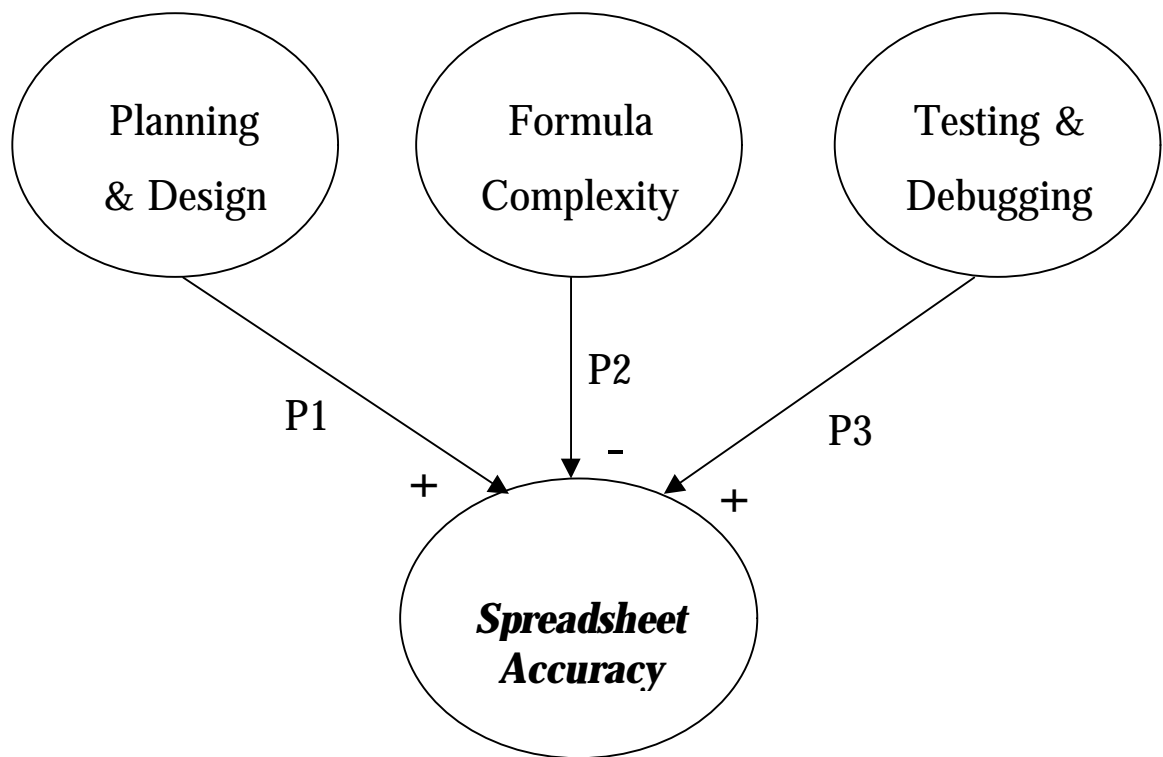 Planning
& Design
Formula
Complexity
Testing &
Debugging
P1
P2
P3
+
-
+
Spreadsheet
Accuracy